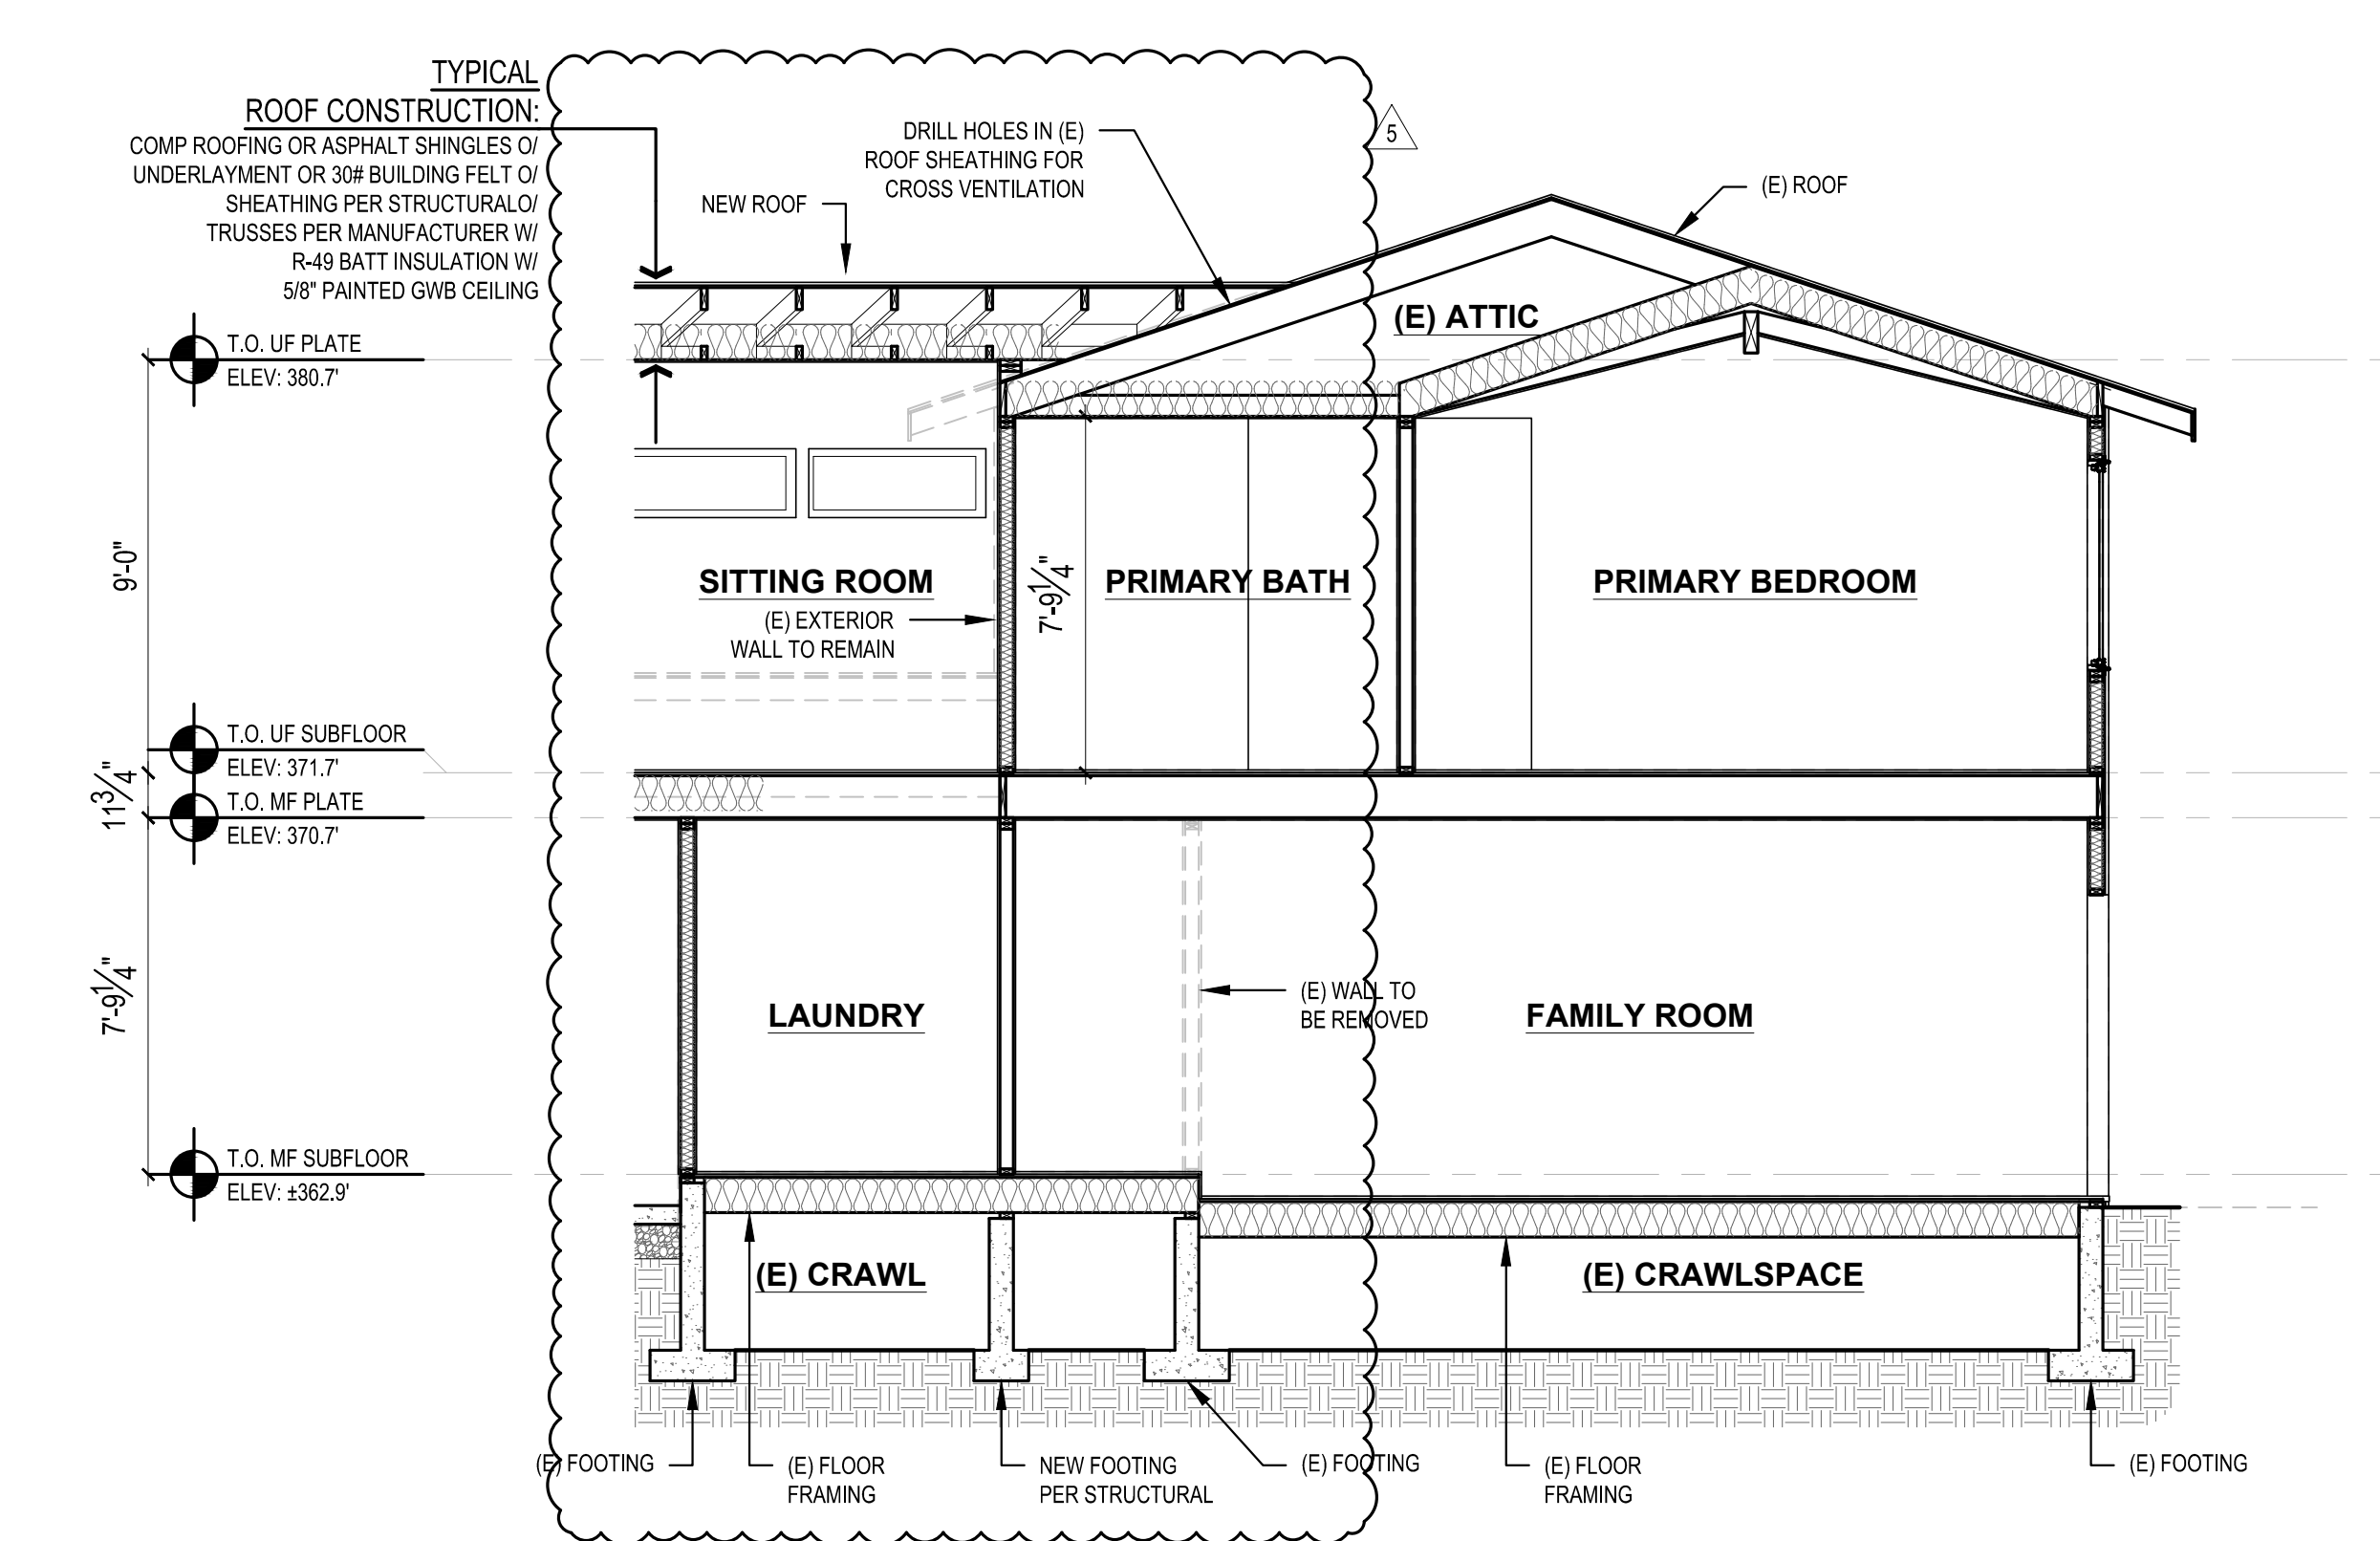 TYPICAL
ROOF CONSTRUCTION:
COMP ROOFING OR ASPHALT SHINGLES O/
UNDERLAYMENT OR 30# BUILDING FELT O/
SHEATHING PER STRUCTURALO/
TRUSSES PER MANUFACTURER W/
R-49 BATT INSULATION W/
5/8" PAINTED GWB CEILING
NEW ROOF
DRILL HOLES IN (E)
ROOF SHEATHING FOR
CROSS VENTILATION
5
(E) ROOF
(E) ATTIC
T.O. UF PLATE
ELEV: 380.7'
9'-0"
SITTING ROOM
(E) EXTERIOR
WALL TO REMAIN
7'-9 1/4"
PRIMARY BATH
PRIMARY BEDROOM
T.O. UF SUBFLOOR
ELEV: 371.7'
11 3/4"
T.O. MF PLATE
ELEV: 370.7'
7'-9 1/4"
LAUNDRY
(E) WALL TO
BE REMOVED
FAMILY ROOM
T.O. MF SUBFLOOR
ELEV: ±362.9'
(E) CRAWL
(E) CRAWLSPACE
(E) FOOTING
(E) FLOOR
FRAMING
NEW FOOTING
PER STRUCTURAL
(E) FOOTING
(E) FLOOR
FRAMING
(E) FOOTING